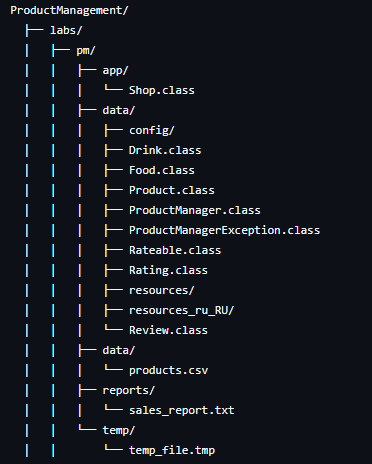 ProductManagement/
├── labs/
│   ├── pm/
│   │   ├── app/
│   │   │   └── Shop.class
│   │   ├── data/
│   │   │   ├── config/
│   │   │   ├── Drink.class
│   │   │   ├── Food.class
│   │   │   ├── Product.class
│   │   │   ├── ProductManager.class
│   │   │   ├── ProductManagerException.class
│   │   │   ├── Rateable.class
│   │   │   ├── Rating.class
│   │   │   ├── resources/
│   │   │   ├── resources_ru_RU/
│   │   │   └── Review.class
│   │   ├── data/
│   │   │   └── products.csv
│   │   ├── reports/
│   │   │   └── sales_report.txt
│   │   └── temp/
│   │       └── temp_file.tmp